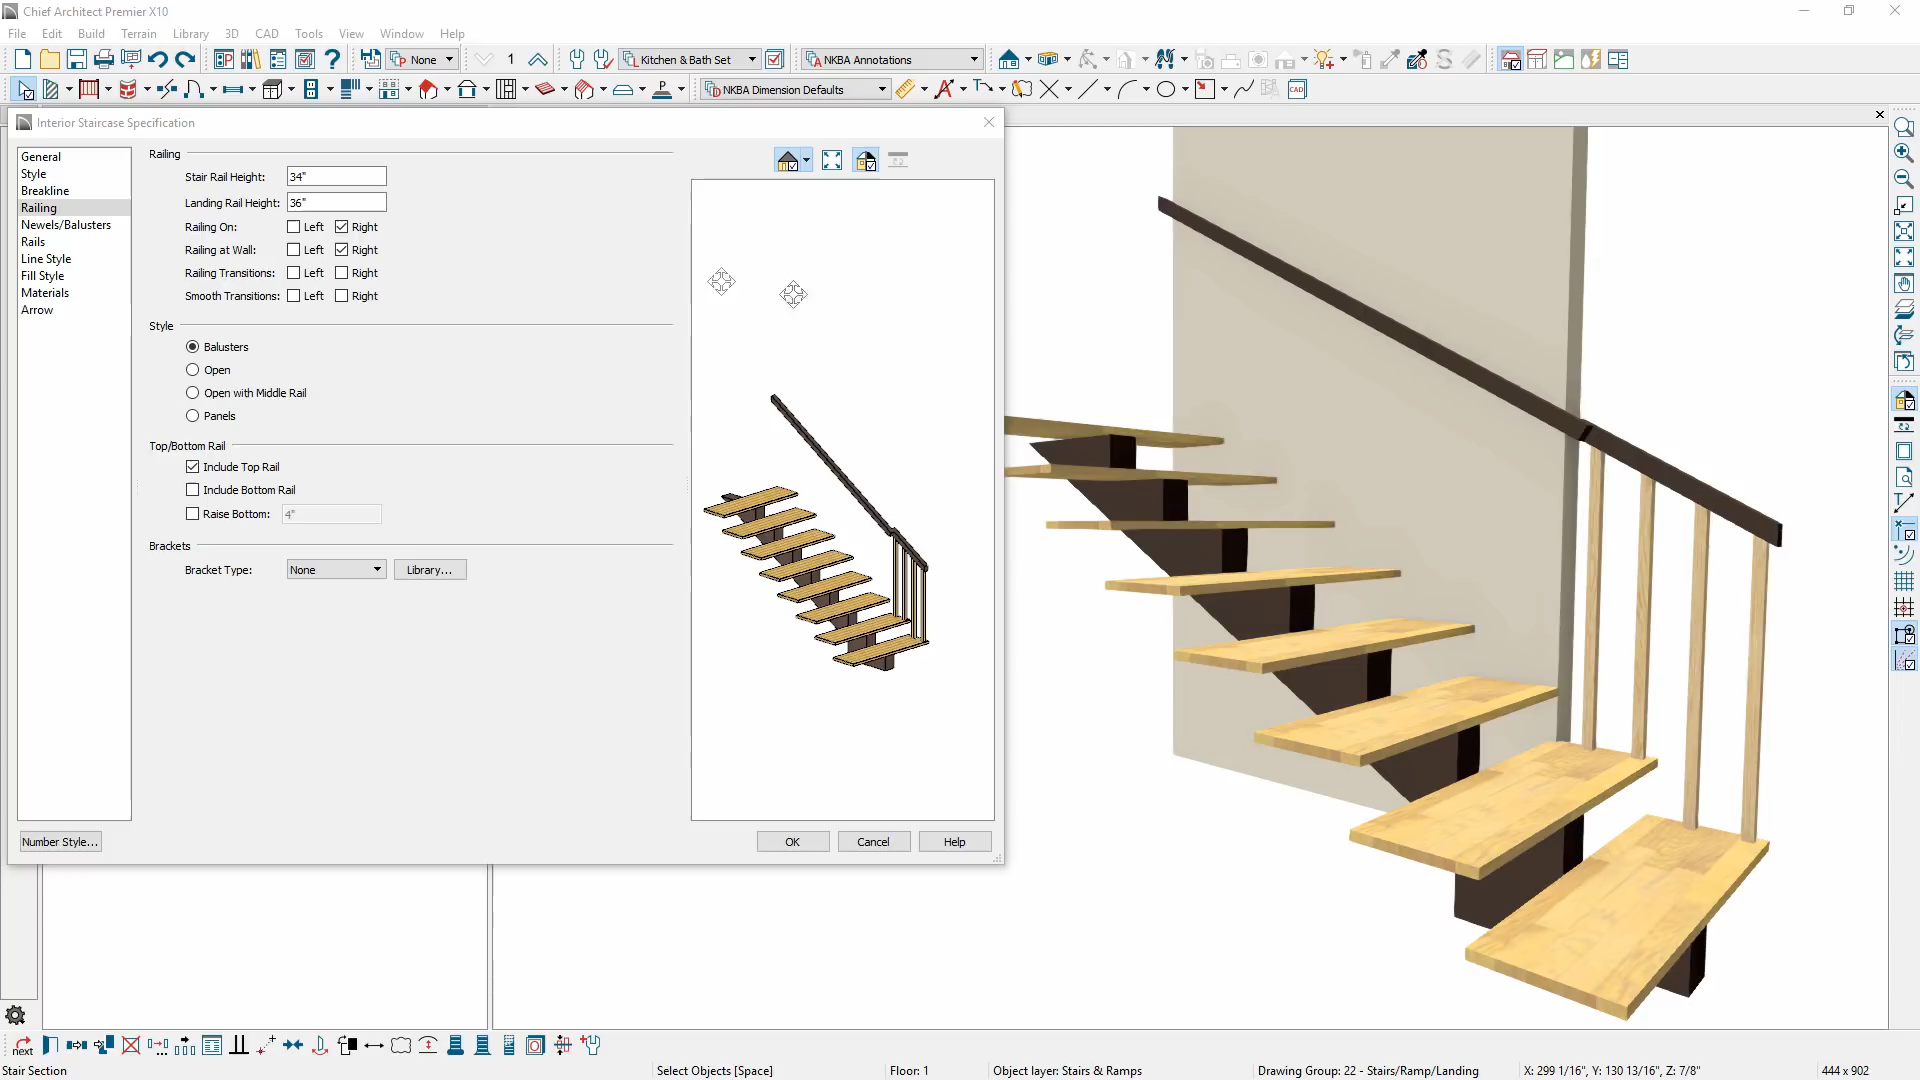 Chief Architect Premier X10
File Edit Build Terrain Library 3D CAD Tools View Window Help
None 1 Kitchen & Bath Set NKBA Annotations
NKBA Dimension Defaults CAD
Interior Staircase Specification
General
Style
Breakline
Railing
Newels/Balusters
Rails
Line Style
Fill Style
Materials
Arrow
Railing
Stair Rail Height: 34"
Landing Rail Height: 36"
Railing On: Left Right
Railing at Wall: Left Right
Railing Transitions: Left Right
Smooth Transitions: Left Right
Style
Balusters
Open
Open with Middle Rail
Panels
Top/Bottom Rail
Include Top Rail
Include Bottom Rail
Raise Bottom: 4"
Brackets
Bracket Type: None Library...
Number Style... OK Cancel Help
next
Stair Section Select Objects [Space] Floor: 1 Object layer: Stairs & Ramps Drawing Group: 22 - Stairs/Ramp/Landing X: 299 1/16", Y: 130 13/16", Z: 7/8" 444 x 902